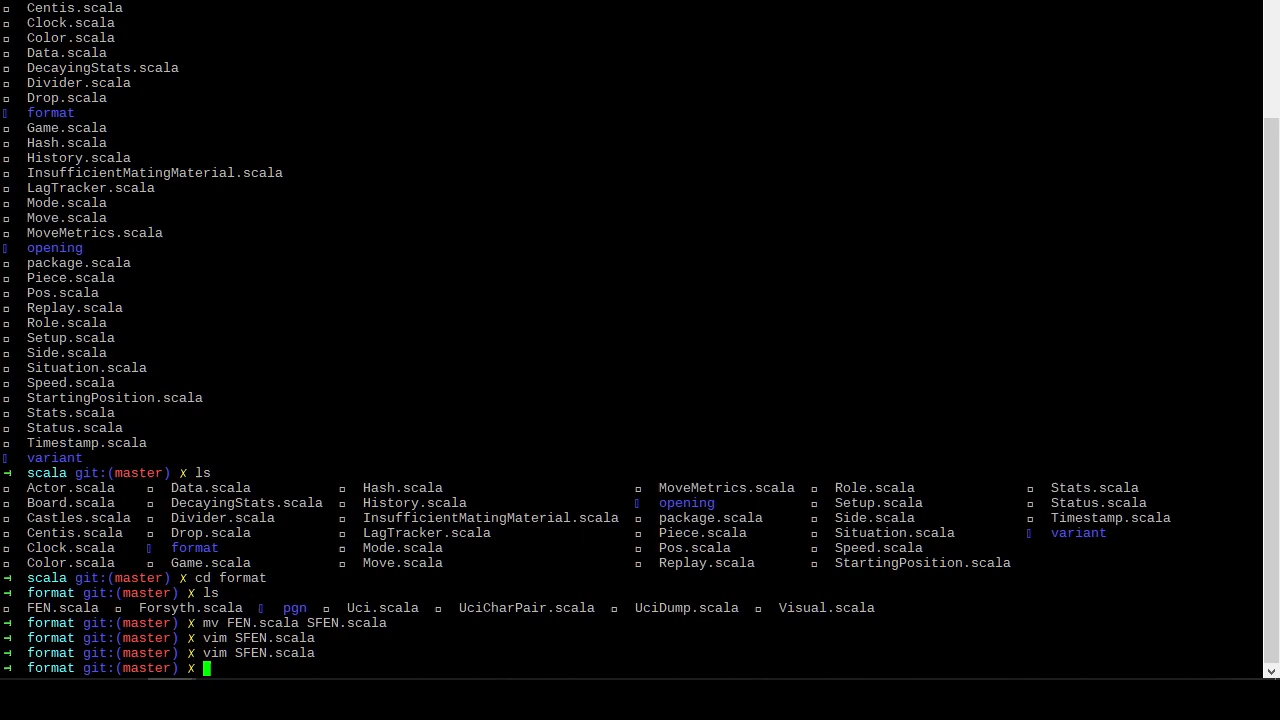 Centis.scala
Clock.scala
Color.scala
Data.scala
DecayingStats.scala
Divider.scala
Drop.scala
format
Game.scala
Hash.scala
History.scala
InsufficientMatingMaterial.scala
LagTracker.scala
Mode.scala
Move.scala
MoveMetrics.scala
opening
package.scala
Piece.scala
Pos.scala
Replay.scala
Role.scala
Setup.scala
Side.scala
Situation.scala
Speed.scala
StartingPosition.scala
Stats.scala
Status.scala
Timestamp.scala
variant
scala git:(master) ✗ ls
Actor.scala Data.scala Hash.scala MoveMetrics.scala Role.scala Stats.scala
Board.scala DecayingStats.scala History.scala opening Setup.scala Status.scala
Castles.scala Divider.scala InsufficientMatingMaterial.scala package.scala Side.scala Timestamp.scala
Centis.scala Drop.scala LagTracker.scala Piece.scala Situation.scala variant
Clock.scala format Mode.scala Pos.scala Speed.scala
Color.scala Game.scala Move.scala Replay.scala StartingPosition.scala
scala git:(master) ✗ cd format
format git:(master) ✗ ls
FEN.scala Forsyth.scala pgn Uci.scala UciCharPair.scala UciDump.scala Visual.scala
format git:(master) ✗ mv FEN.scala SFEN.scala
format git:(master) ✗ vim SFEN.scala
format git:(master) ✗ vim SFEN.scala
format git:(master) ✗